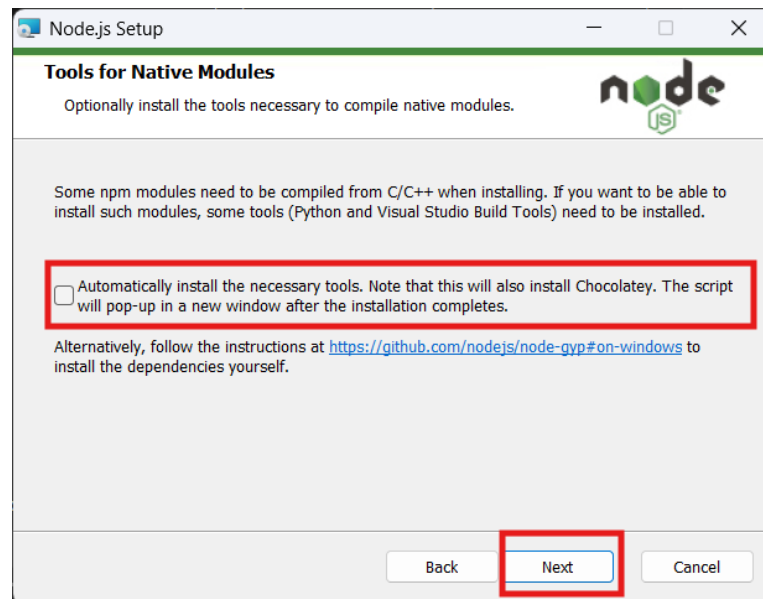 Node.js Setup
Tools for Native Modules
Optionally install the tools necessary to compile native modules.
node
JS
Some npm modules need to be compiled from C/C++ when installing. If you want to be able to
install such modules, some tools (Python and Visual Studio Build Tools) need to be installed.
Automatically install the necessary tools. Note that this will also install Chocolatey. The script
will pop-up in a new window after the installation completes.
Alternatively, follow the instructions at https://github.com/nodejs/node-gyp#on-windows to
install the dependencies yourself.
Back
Next
Cancel